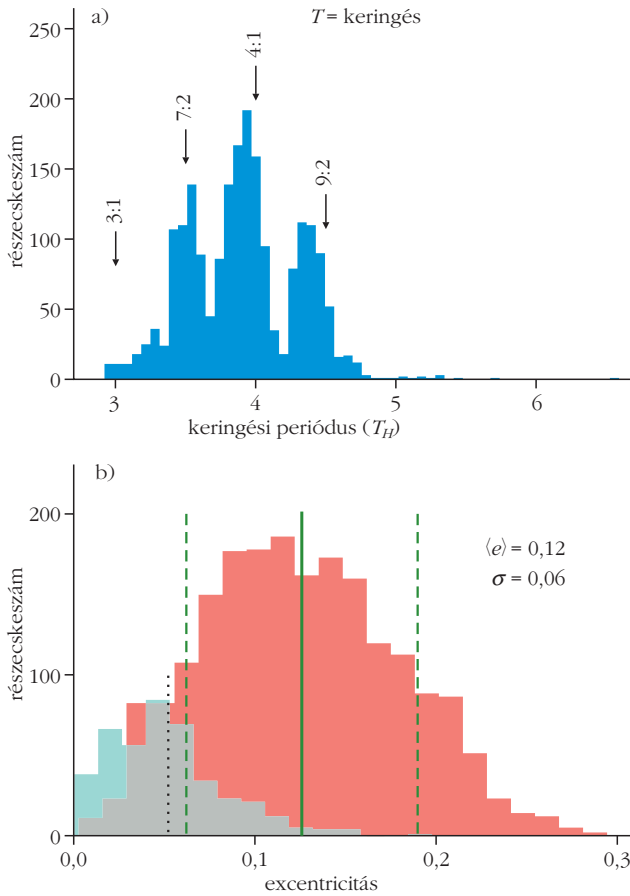 a)
T = keringés
250
200
150
100
50
0
részecskeszám
3:1
7:2
4:1
9:2
3
4
5
6
keringési periódus (T_H)
b)
200
100
0
részecskeszám
⟨e⟩ = 0,12
σ = 0,06
0,0
0,1
0,2
0,3
excentricitás